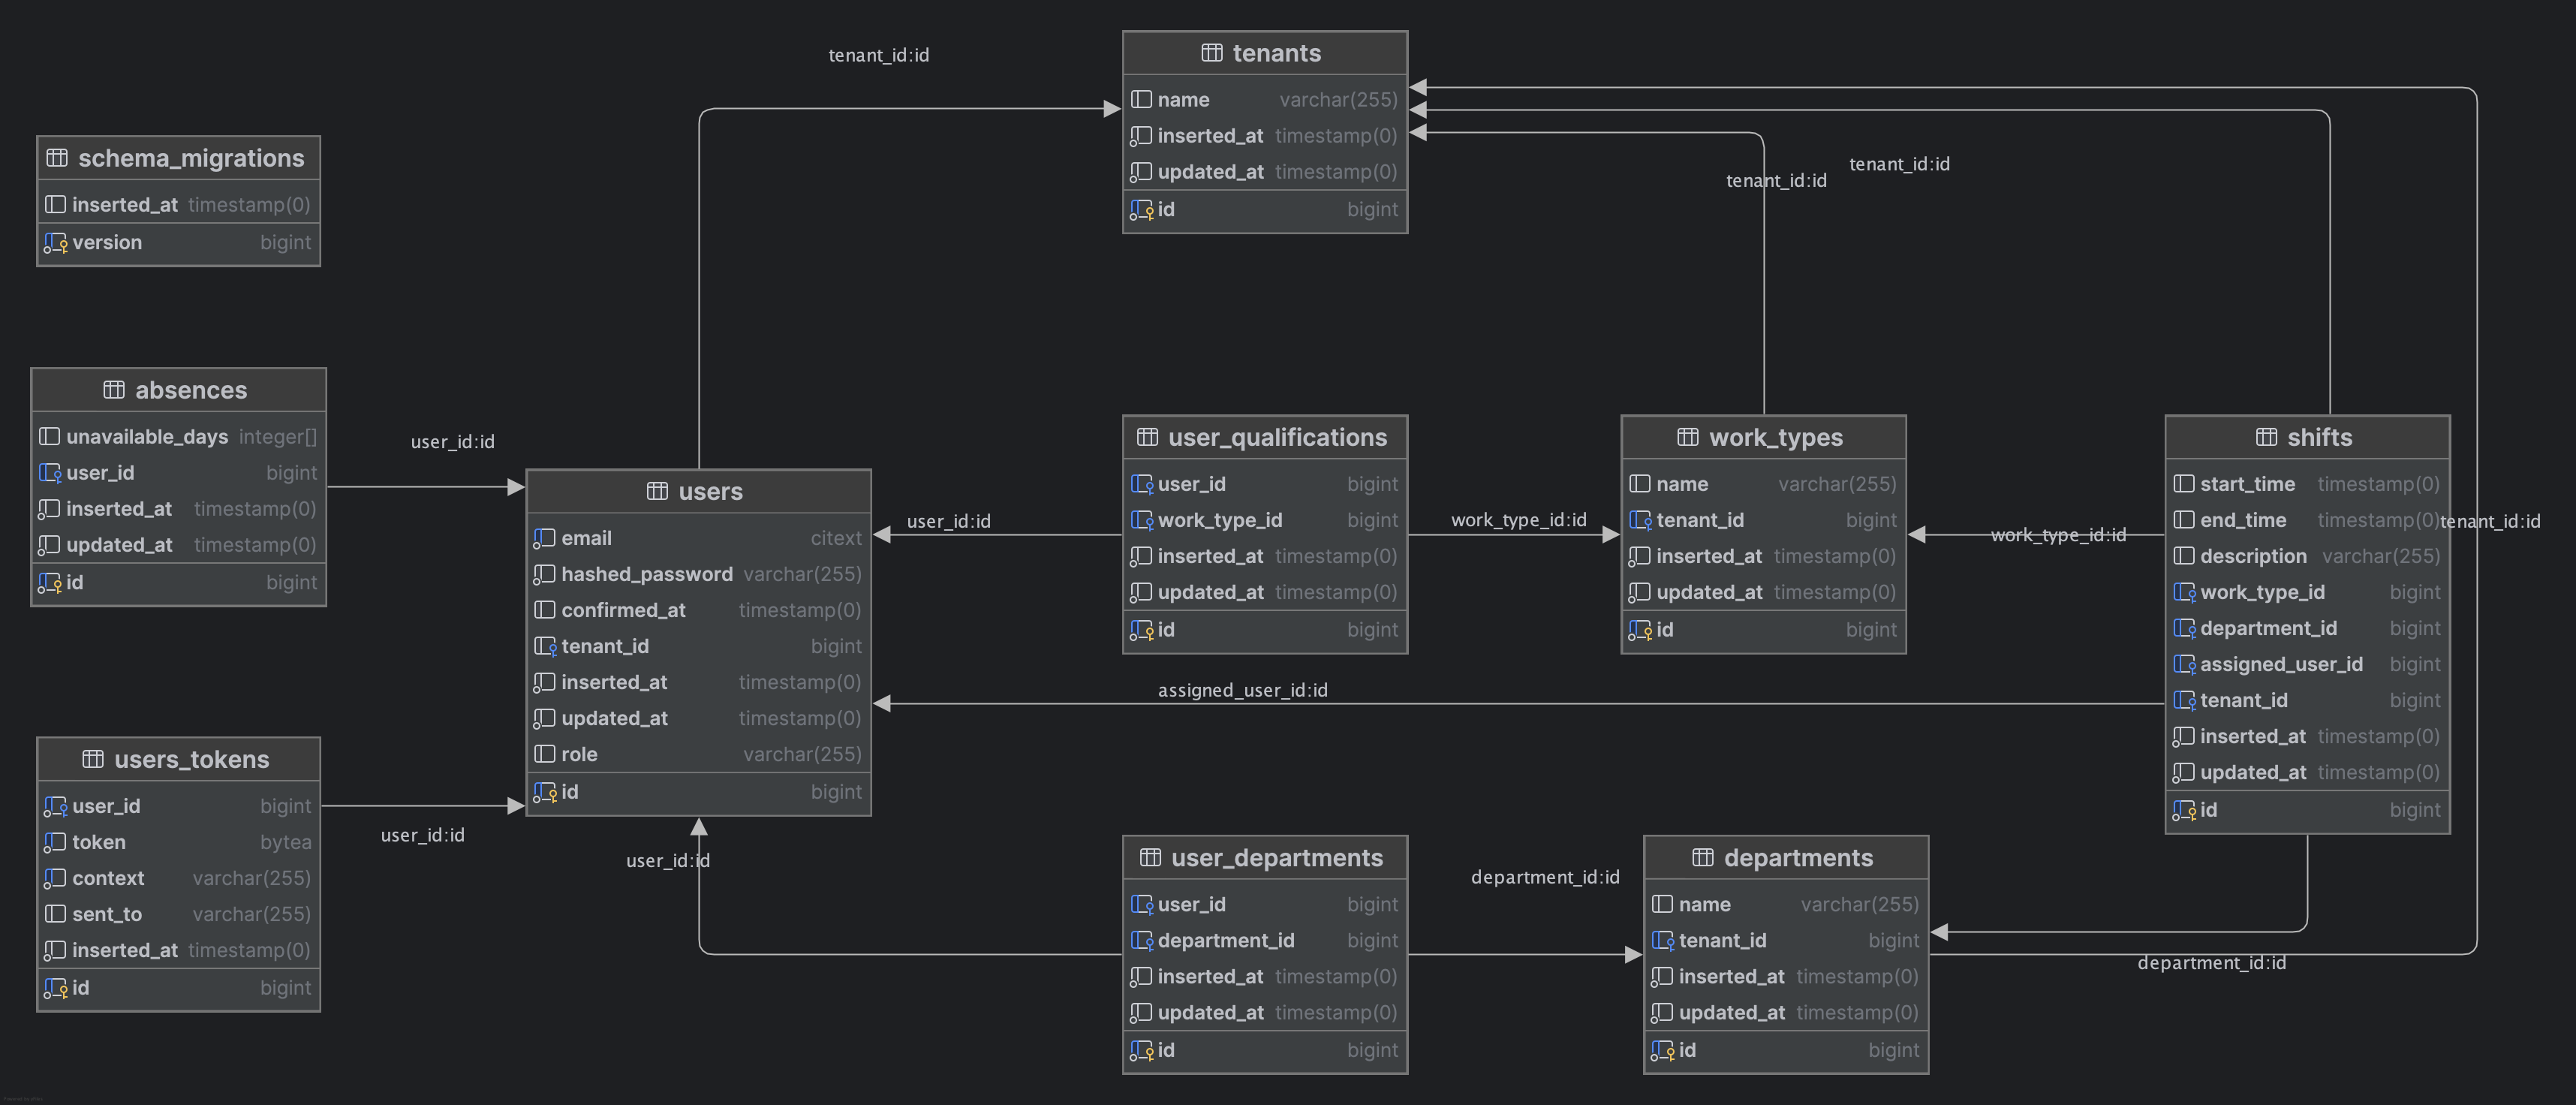 tenant_id:id
tenants
name varchar(255)
inserted_at timestamp(0)
updated_at timestamp(0)
id bigint
tenant_id:id
tenant_id:id
schema_migrations
inserted_at timestamp(0)
version bigint
absences
unavailable_days integer[]
user_id bigint
inserted_at timestamp(0)
updated_at timestamp(0)
id bigint
user_id:id
users
email citext
hashed_password varchar(255)
confirmed_at timestamp(0)
tenant_id bigint
inserted_at timestamp(0)
updated_at timestamp(0)
role varchar(255)
id bigint
user_id:id
user_qualifications
user_id bigint
work_type_id bigint
inserted_at timestamp(0)
updated_at timestamp(0)
id bigint
work_type_id:id
work_types
name varchar(255)
tenant_id bigint
inserted_at timestamp(0)
updated_at timestamp(0)
id bigint
work_type_id:id
shifts
start_time timestamp(0)
end_time timestamp(0)
description varchar(255)
work_type_id bigint
department_id bigint
assigned_user_id bigint
tenant_id bigint
inserted_at timestamp(0)
updated_at timestamp(0)
id bigint
tenant_id:id
assigned_user_id:id
users_tokens
user_id bigint
token bytea
context varchar(255)
sent_to varchar(255)
inserted_at timestamp(0)
id bigint
user_id:id
user_id:id
user_departments
user_id bigint
department_id bigint
inserted_at timestamp(0)
updated_at timestamp(0)
id bigint
department_id:id
departments
name varchar(255)
tenant_id bigint
inserted_at timestamp(0)
updated_at timestamp(0)
id bigint
department_id:id